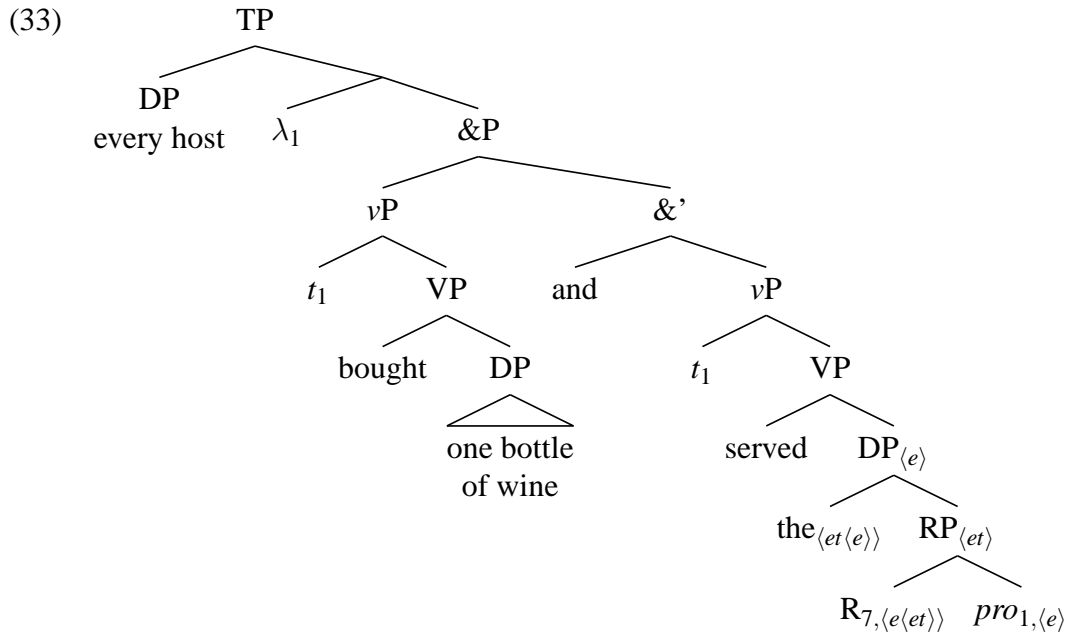 (33) TP
DP
every host λ₁ &P
vP &’
t₁ VP and vP
bought DP t₁ VP
one bottle served DP⟨e⟩
of wine
the⟨et⟨e⟩⟩ RP⟨et⟩
R₇,⟨e⟨et⟩⟩ pro₁,⟨e⟩